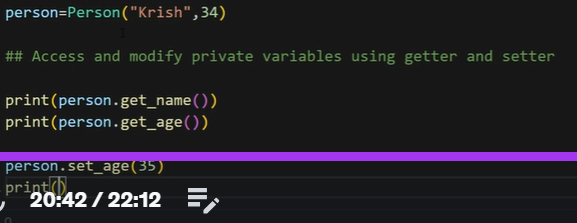 person=Person("Krish",34)
## Access and modify private variables using getter and setter
print(person.get_name())
print(person.get_age())
person.set_age(35)
print()
20:42 / 22:12